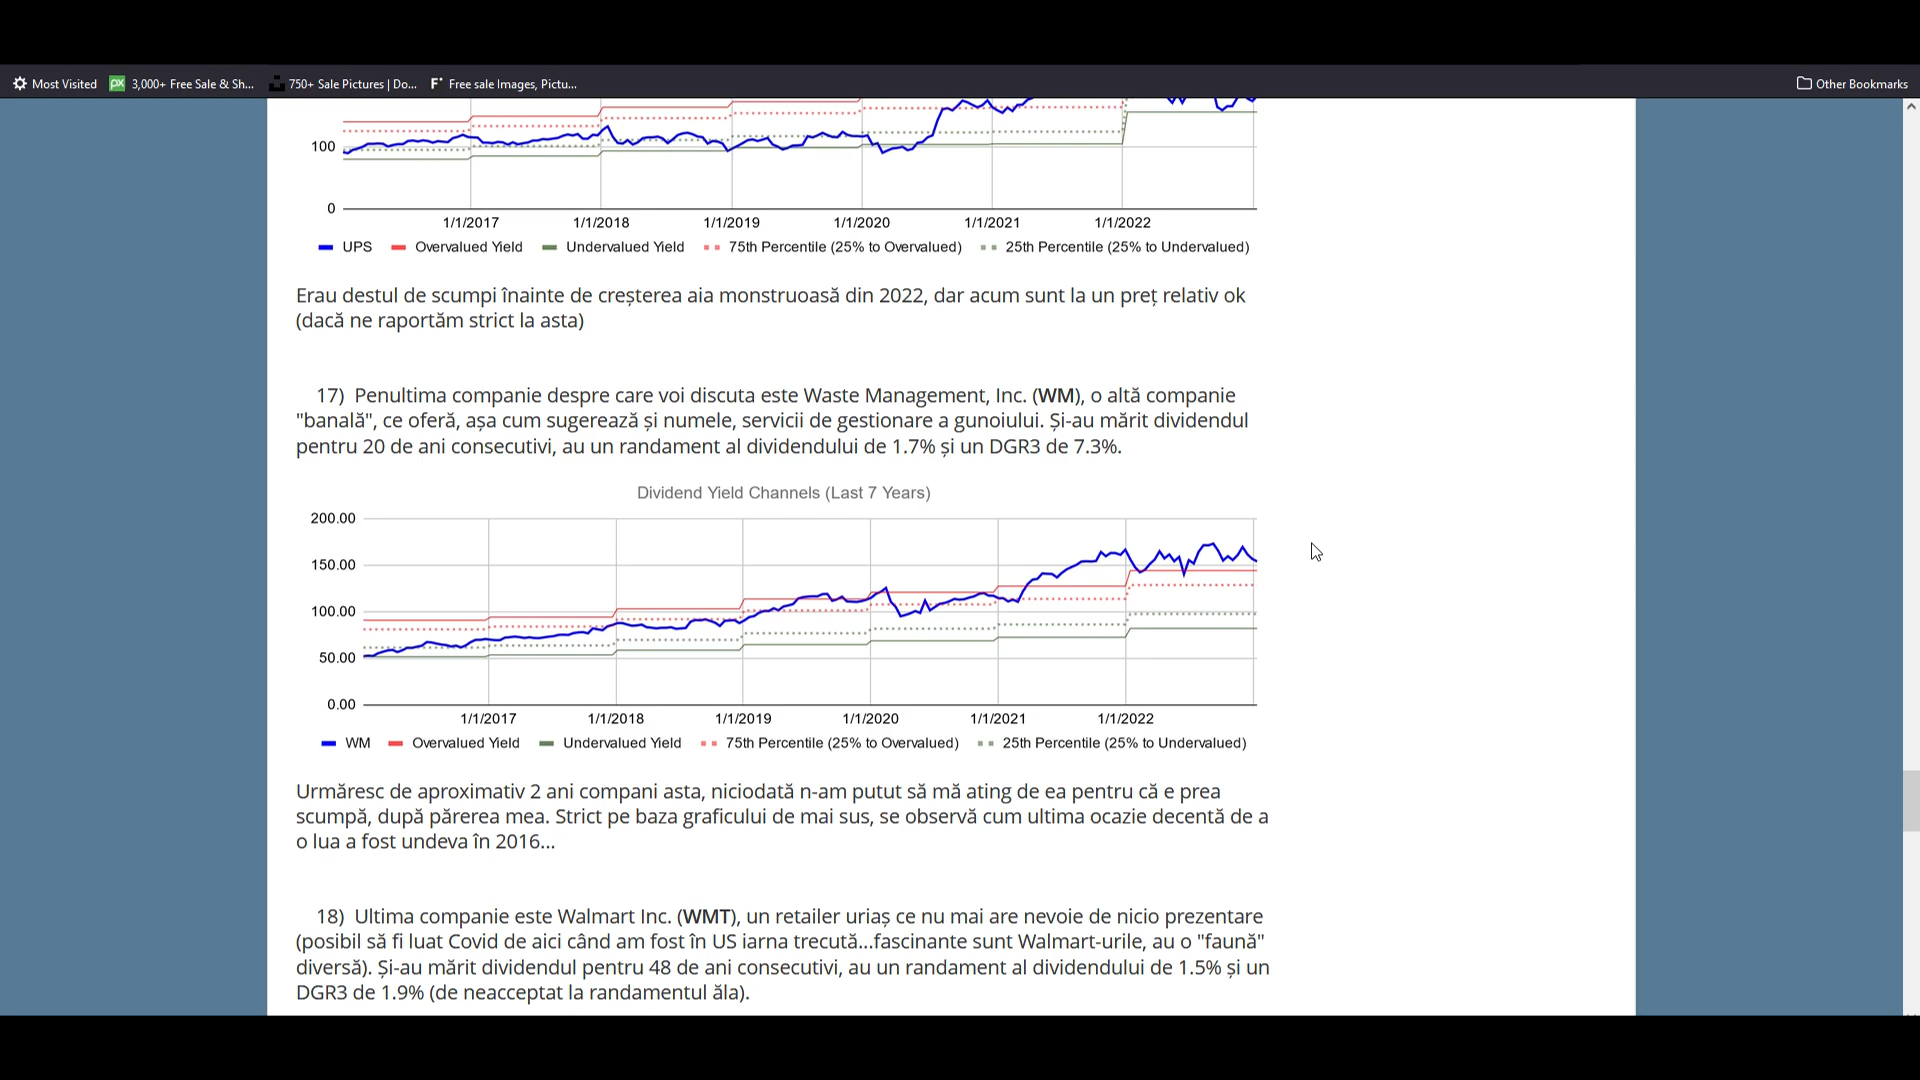 Most Visited 3,000+ Free Sale & Sh... 750+ Sale Pictures | Do... Free sale Images, Pictu... Other Bookmarks
100
0
1/1/2017 1/1/2018 1/1/2019 1/1/2020 1/1/2021 1/1/2022
UPS Overvalued Yield Undervalued Yield 75th Percentile (25% to Overvalued) 25th Percentile (25% to Undervalued)
Erau destul de scumpi înainte de creșterea aia monstruoasă din 2022, dar acum sunt la un preț relativ ok
(dacă ne raportăm strict la asta)
17) Penultima companie despre care voi discuta este Waste Management, Inc. (WM), o altă companie
"banală", ce oferă, așa cum sugerează și numele, servicii de gestionare a gunoiului. Și-au mărit dividendul
pentru 20 de ani consecutivi, au un randament al dividendului de 1.7% și un DGR3 de 7.3%.
Dividend Yield Channels (Last 7 Years)
200.00
150.00
100.00
50.00
0.00
1/1/2017 1/1/2018 1/1/2019 1/1/2020 1/1/2021 1/1/2022
WM Overvalued Yield Undervalued Yield 75th Percentile (25% to Overvalued) 25th Percentile (25% to Undervalued)
Urmăresc de aproximativ 2 ani compani asta, niciodată n-am putut să mă ating de ea pentru că e prea
scumpă, după părerea mea. Strict pe baza graficului de mai sus, se observă cum ultima ocazie decentă de a
o lua a fost undeva în 2016...
18) Ultima companie este Walmart Inc. (WMT), un retailer uriaș ce nu mai are nevoie de nicio prezentare
(posibil să fi luat Covid de aici când am fost în US iarna trecută...fascinante sunt Walmart-urile, au o "faună"
diversă). Și-au mărit dividendul pentru 48 de ani consecutivi, au un randament al dividendului de 1.5% și un
DGR3 de 1.9% (de neacceptat la randamentul ăla).